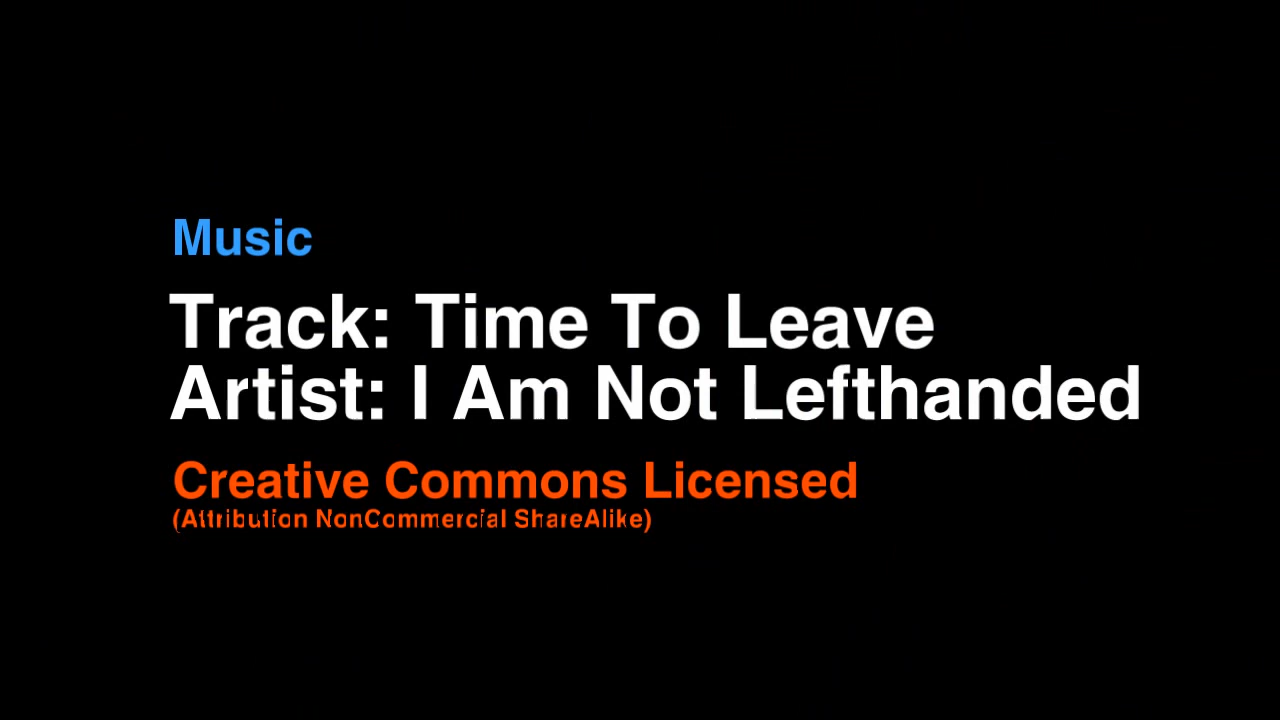 Music
Track: Time To Leave
Artist: I Am Not Lefthanded
Creative Commons Licensed
(Attribution NonCommercial ShareAlike)